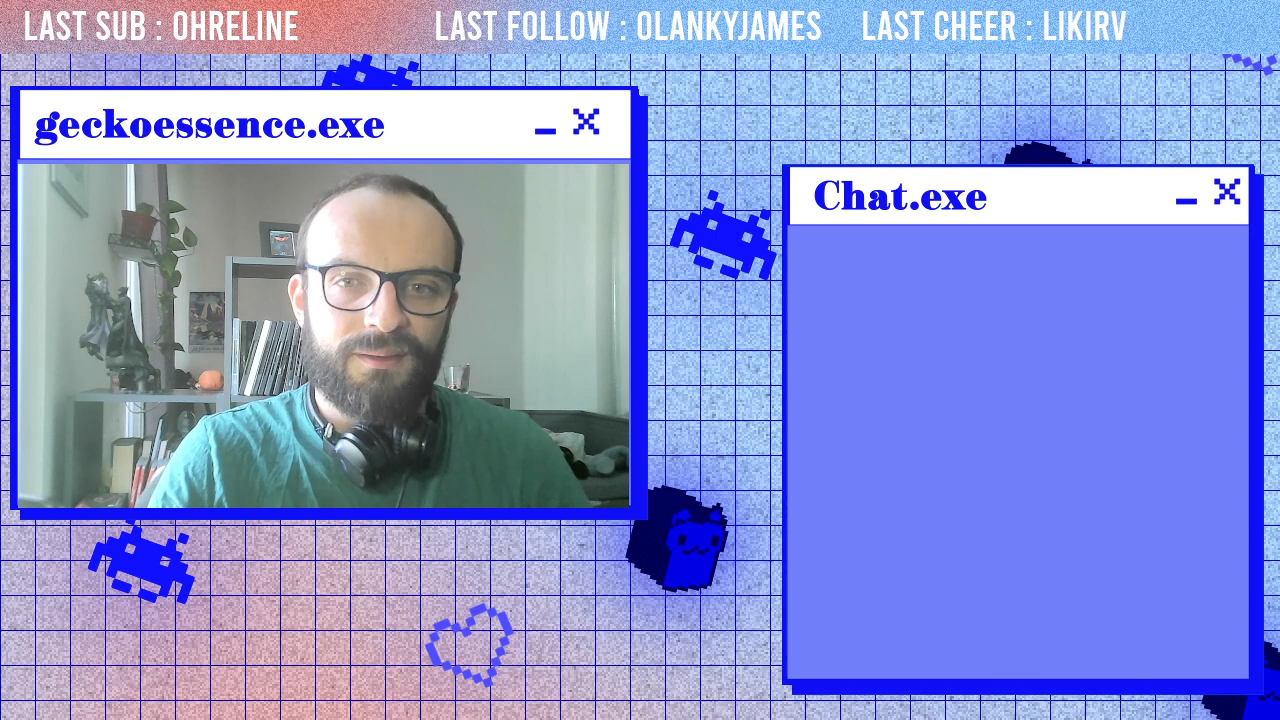 LAST SUB : OHRELINE LAST FOLLOW : OLANKYJAMES LAST CHEER : LIKIRV
geckoessence.exe
Chat.exe